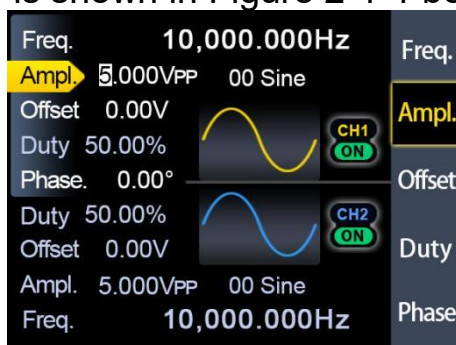 Freq. 10,000.000Hz
Ampl. 5.000VPP 00 Sine
Offset 0.00V
CH1
Duty 50.00%
ON
Phase. 0.00°
Duty 50.00%
CH2
Offset 0.00V
ON
Ampl. 5.000VPP 00 Sine
Freq. 10,000.000Hz
Freq.
Ampl.
Offset
Duty
Phase